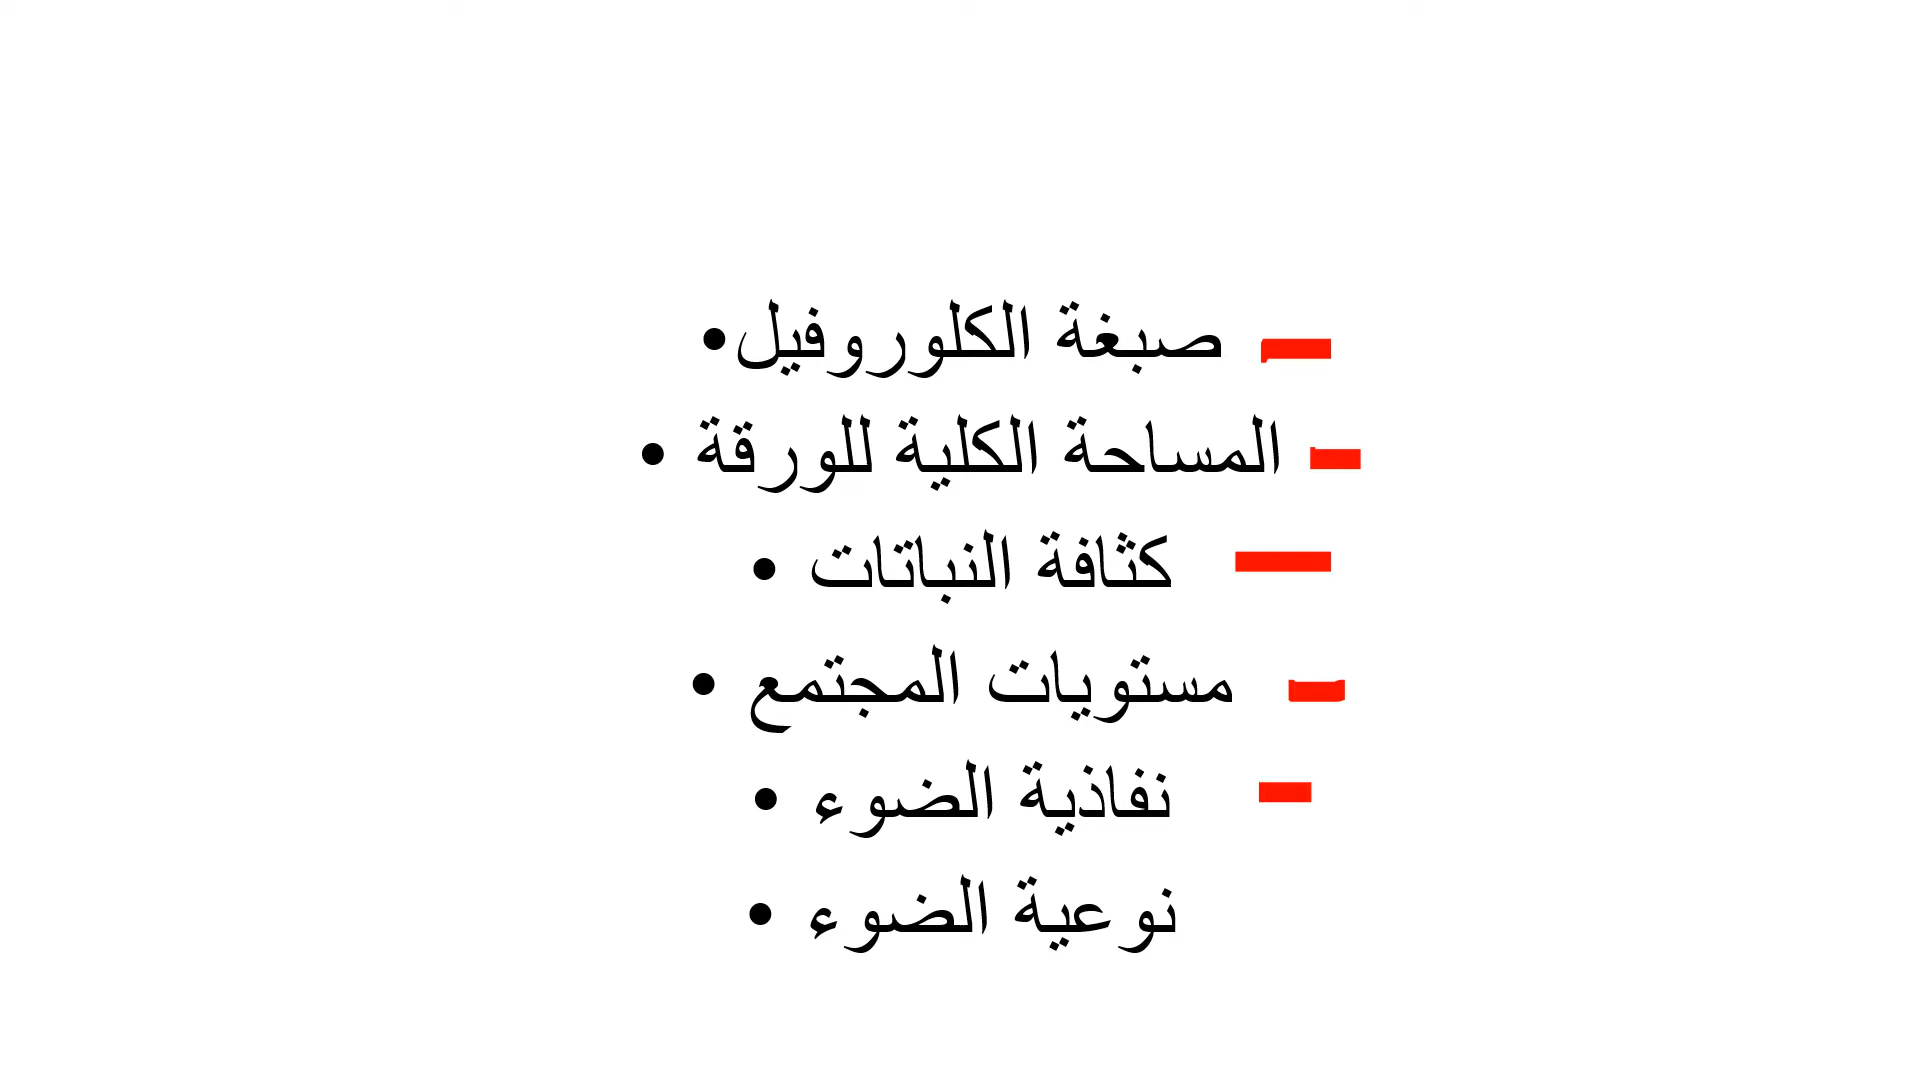 صبغة الكلوروفيل•
المساحة الكلية للورقة •
كثافة النباتات •
مستويات المجتمع •
نفاذية الضوء •
نوعية الضوء •